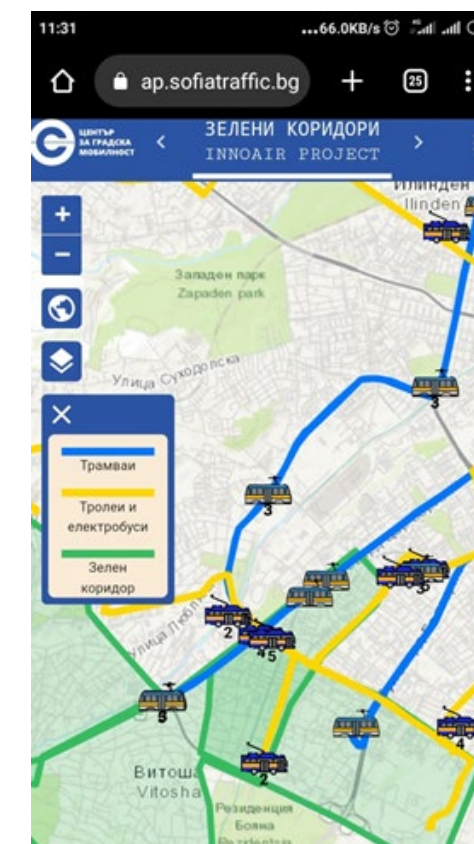 11:31
...66.0KB/s
4G
ap.sofiatraffic.bg
25
ЦЕНТЪР
ЗА ГРАДСКА
МОБИЛНОСТ
ЗЕЛЕНИ КОРИДОРИ
INNOAIR PROJECT
Илинден
Ilinden
Западен парк
Zapaden park
Улица Суходолска
3
3
Трамваи
Тролеи и
електробуси
Зелен
коридор
Улица
2
4
5
5
4
2
Витоша
Vitosha
Резиденция
Бояна